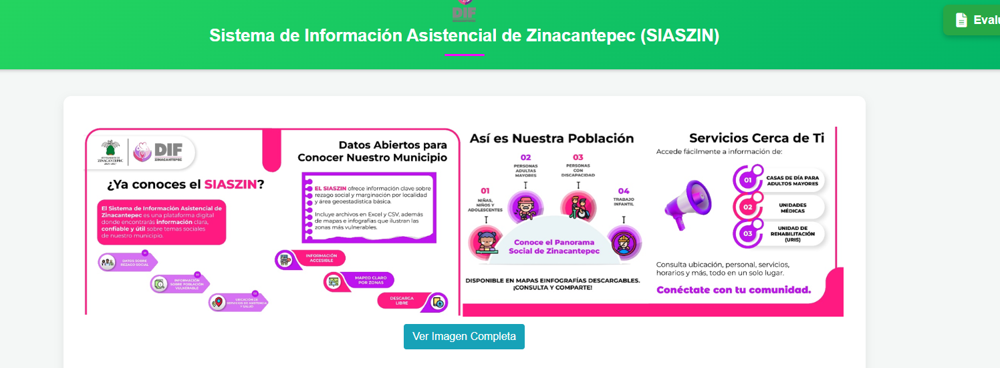 DIF
Sistema de Información Asistencial de Zinacantepec (SIASZIN)
ZINACANTEPEC
DIF
ZINACANTEPEC
¿Ya conoces el SIASZIN?
El Sistema de Información Asistencial de
Zinacantepec es una plataforma digital
donde encontrarás información clara,
confiable y útil sobre temas sociales
de nuestro municipio.
DATOS SOBRE
REZAGO SOCIAL
INFORMACIÓN
SOBRE POBLACIÓN
VULNERABLE
UBICACIÓN DE
SERVICIOS DE ASISTENCIA
Y SALUD
Datos Abiertos para
Conocer Nuestro Municipio
EL SIASZIN ofrece información clave sobre
rezago social y marginación por localidad
y área geoestadística básica.
Incluye archivos en Excel y CSV, además
de mapas e infografías que ilustran las
zonas más vulnerables.
INFORMACIÓN
ACCESIBLE
MAPEO CLARO
POR ZONAS
DESCARGA
LIBRE
Así es Nuestra Población
01
NIÑAS,
NIÑOS Y
ADOLESCENTES
02
PERSONAS
ADULTAS
MAYORES
03
PERSONAS
CON
DISCAPACIDAD
04
TRABAJO
INFANTIL
Conoce el Panorama
Social de Zinacantepec
DISPONIBLE EN MAPAS EINFOGRAFÍAS DESCARGABLES.
¡CONSULTA Y COMPARTE!
Servicios Cerca de Ti
Accede fácilmente a información de:
01
CASAS DE DÍA PARA
ADULTOS MAYORES
02
UNIDADES
MÉDICAS
03
UNIDAD DE
REHABILITACIÓN
(URIS)
Consulta ubicación, personal, servicios,
horarios y más, todo en un solo lugar.
Conéctate con tu comunidad.
Ver Imagen Completa